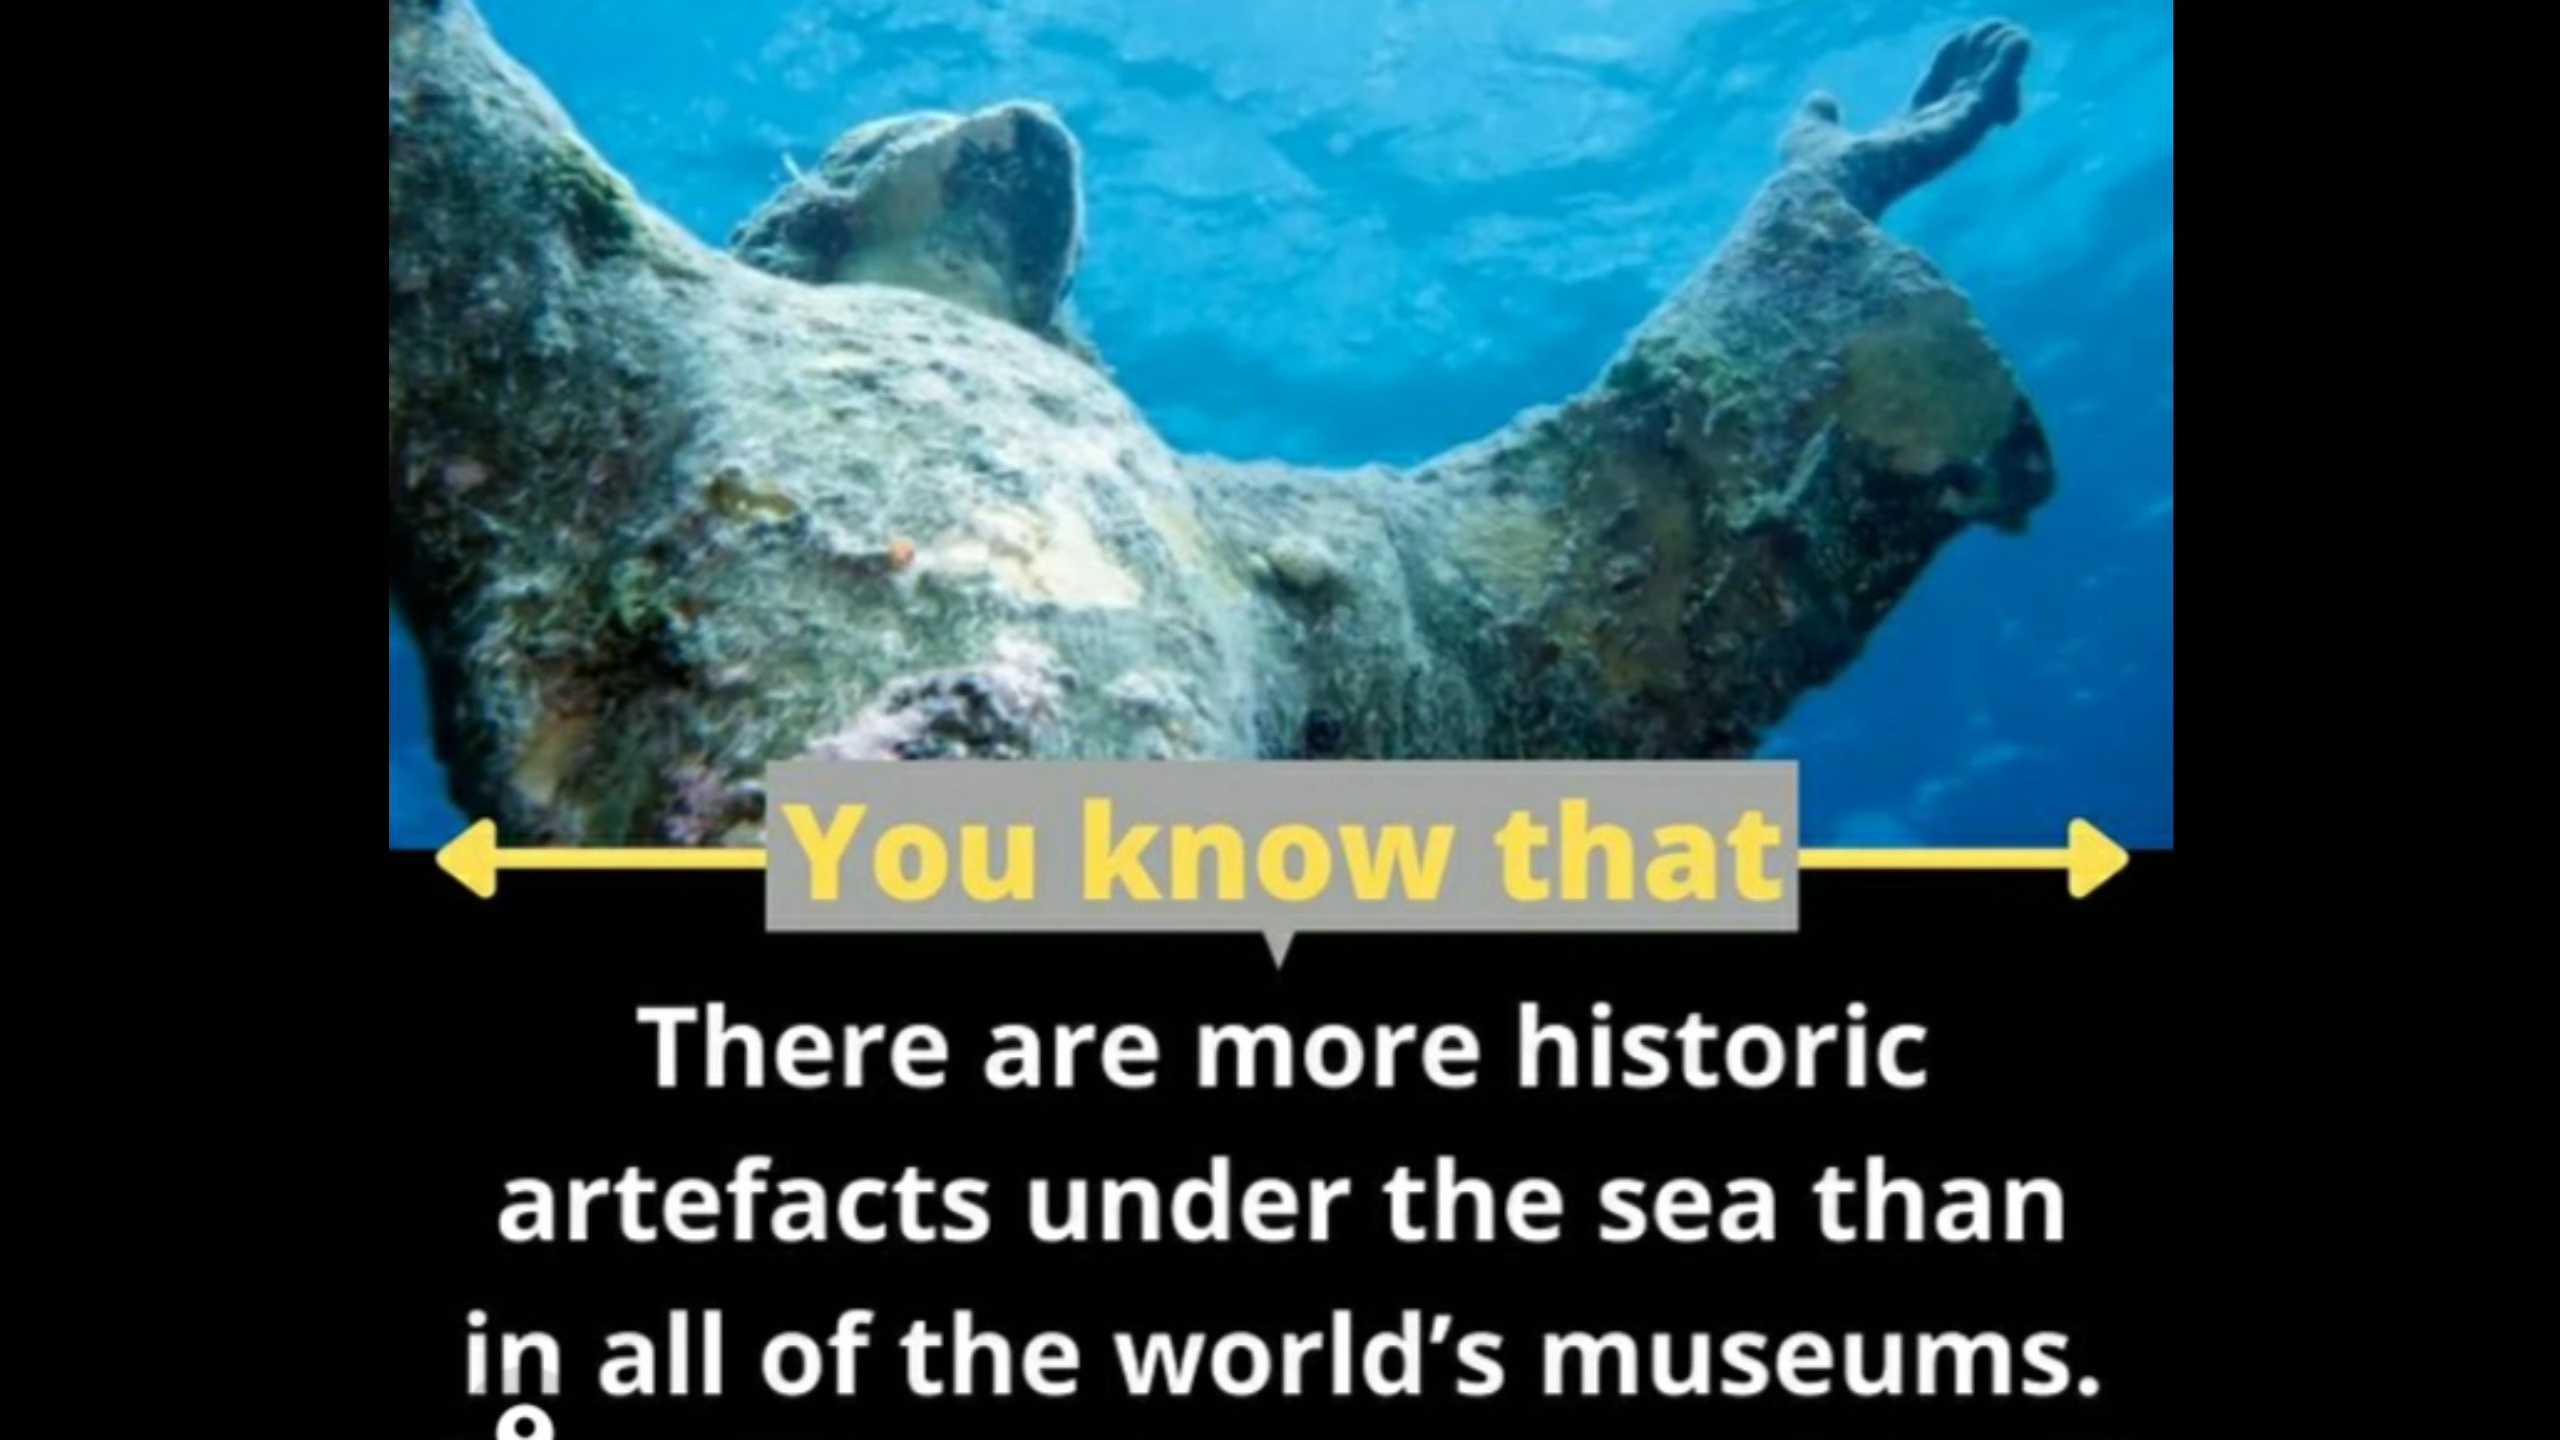 You know that
There are more historic
artefacts under the sea than
in all of the world’s museums.